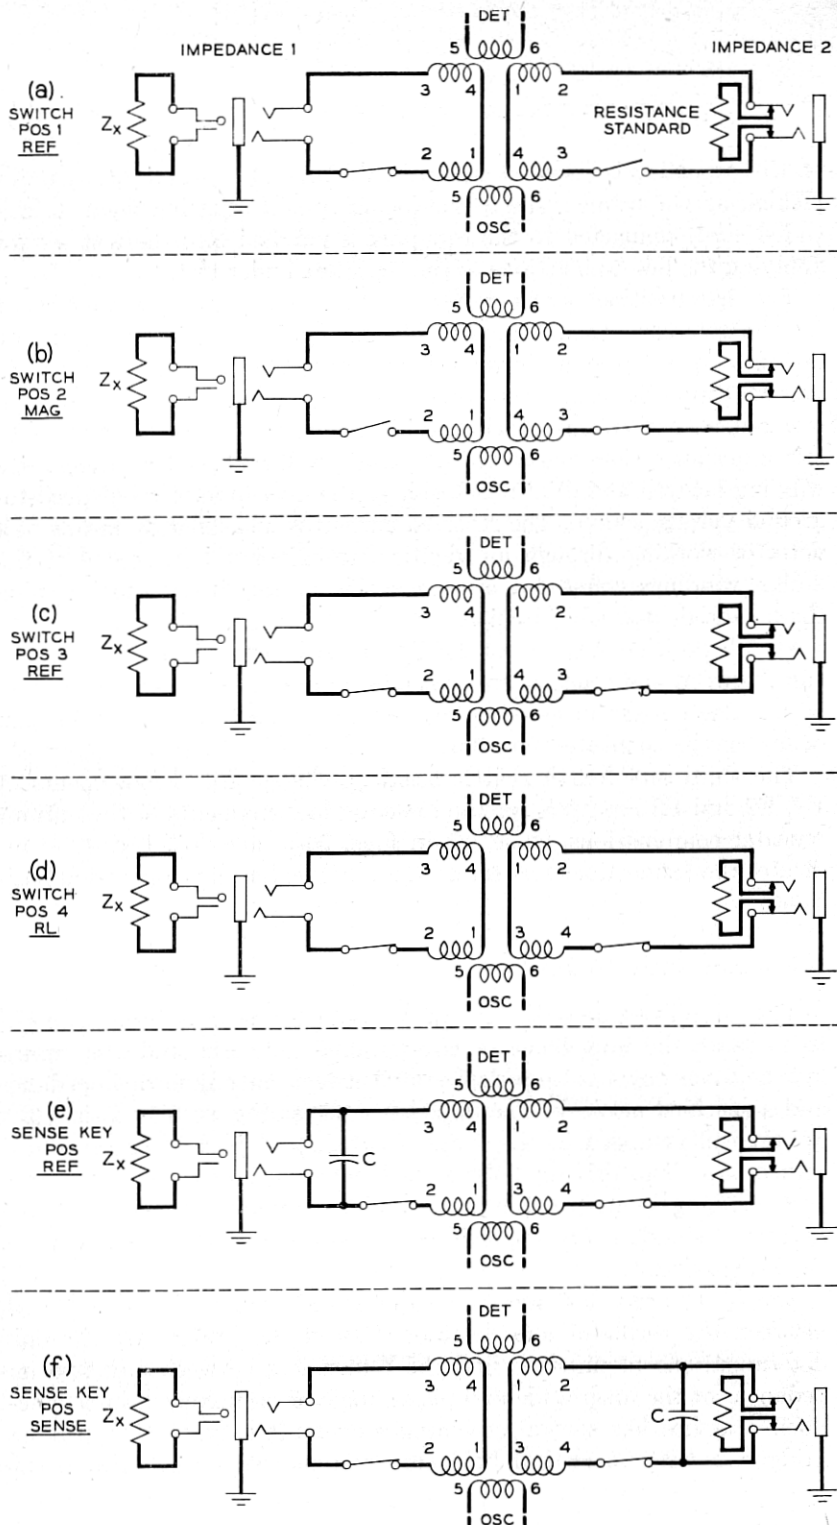 DET
5 6
IMPEDANCE 1
IMPEDANCE 2
(a)
SWITCH
POS 1
REF
Zx
3 4 1 2
RESISTANCE
STANDARD
2 1 4 3
5 6
OSC
DET
5 6
(b)
SWITCH
POS 2
MAG
Zx
3 4 1 2
2 1 4 3
5 6
OSC
DET
5 6
(c)
SWITCH
POS 3
REF
Zx
3 4 1 2
2 1 4 3
5 6
OSC
DET
5 6
(d)
SWITCH
POS 4
RL
Zx
3 4 1 2
2 1 3 4
5 6
OSC
DET
5 6
(e)
SENSE KEY
POS
REF
Zx
3 4 1 2
C
2 1 3 4
5 6
OSC
DET
5 6
(f)
SENSE KEY
POS
SENSE
Zx
3 4 1 2
C
2 1 3 4
5 6
OSC